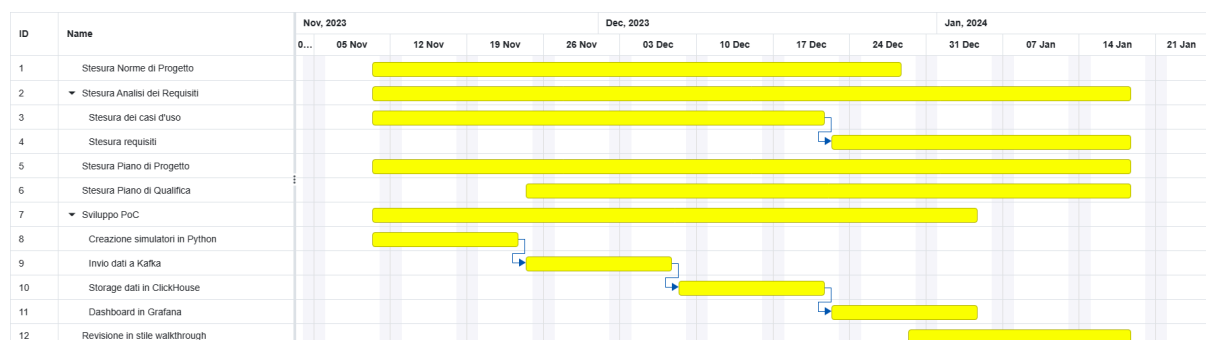 ID Name Nov, 2023 Dec, 2023 Jan, 2024
0... 05 Nov 12 Nov 19 Nov 26 Nov 03 Dec 10 Dec 17 Dec 24 Dec 31 Dec 07 Jan 14 Jan 21 Jan
1 Stesura Norme di Progetto
2 Stesura Analisi dei Requisiti
3 Stesura dei casi d'uso
4 Stesura requisiti
5 Stesura Piano di Progetto
6 Stesura Piano di Qualifica
7 Sviluppo PoC
8 Creazione simulatori in Python
9 Invio dati a Kafka
10 Storage dati in ClickHouse
11 Dashboard in Grafana
12 Revisione in stile walkthrough